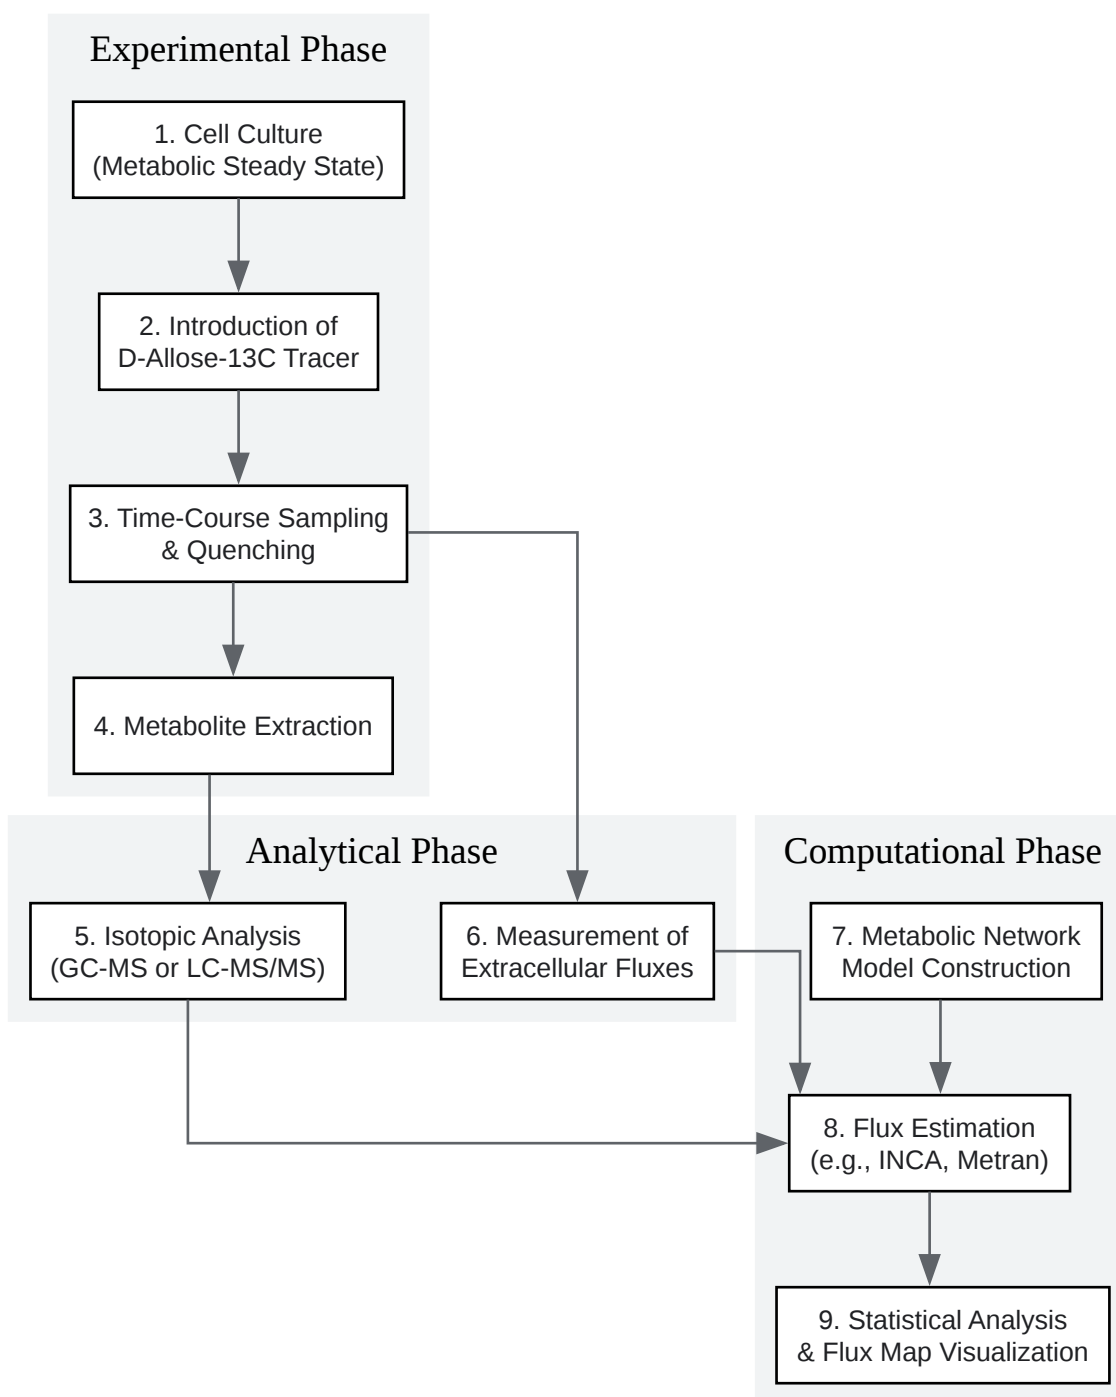 Experimental Phase
1. Cell Culture
(Metabolic Steady State)
2. Introduction of
D-Allose-13C Tracer
3. Time-Course Sampling
& Quenching
4. Metabolite Extraction
Analytical Phase
5. Isotopic Analysis
(GC-MS or LC-MS/MS)
6. Measurement of
Extracellular Fluxes
Computational Phase
7. Metabolic Network
Model Construction
8. Flux Estimation
(e.g., INCA, Metran)
9. Statistical Analysis
& Flux Map Visualization